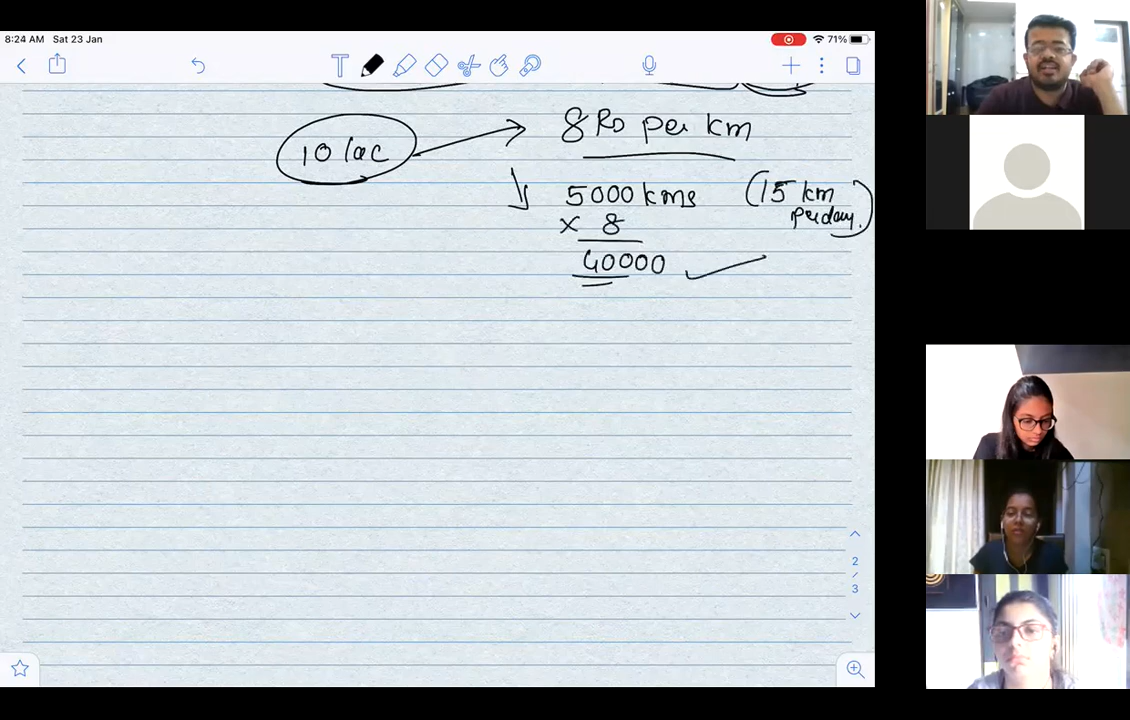 8:24 AM Sat 23 Jan
71%
T
8 Rs per km
10 lac
5000 kms (15 km
per day.)
× 8
40000
2
/
3